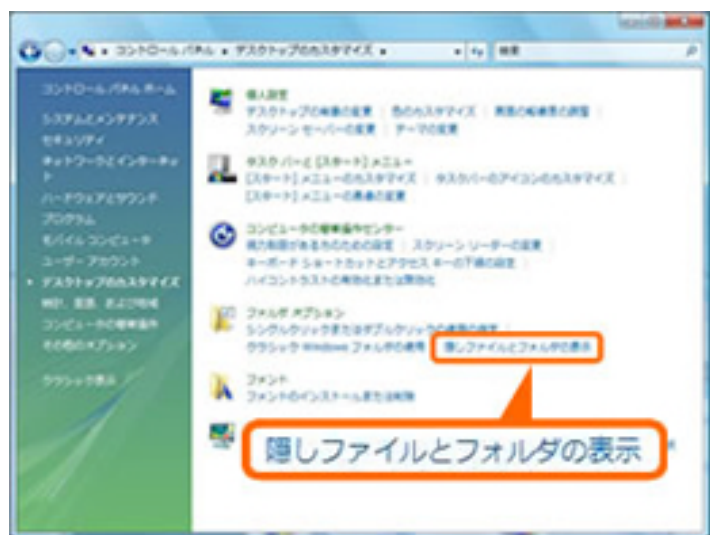 コントロール パネル ▸ デスクトップのカスタマイズ ▸
検索
コントロール パネル ホーム
システムとメンテナンス
セキュリティ
ネットワークとインターネッ
ト
ハードウェアとサウンド
プログラム
モバイル コンピュータ
ユーザー アカウント
デスクトップのカスタマイズ
時計、言語、および地域
コンピュータの簡単操作
その他のオプション
クラシック表示
個人設定
デスクトップの背景の変更
色のカスタマイズ
画面の解像度の調整
スクリーン セーバーの変更
テーマの変更
タスク バーと [スタート] メニュー
[スタート] メニューのカスタマイズ
タスク バーのアイコンのカスタマイズ
[スタート] メニューの画像の変更
コンピュータの簡単操作センター
視力制限がある方のための設定
スクリーン リーダーの変更
キーボード ショートカットとアクセス キーの下線の設定
ハイコントラストの有効化または無効化
フォルダ オプション
シングルクリックまたはダブルクリックの使用の指定
クラシック Windows フォルダの使用
隠しファイルとフォルダの表示
フォント
フォントのインストールまたは削除
隠しファイルとフォルダの表示